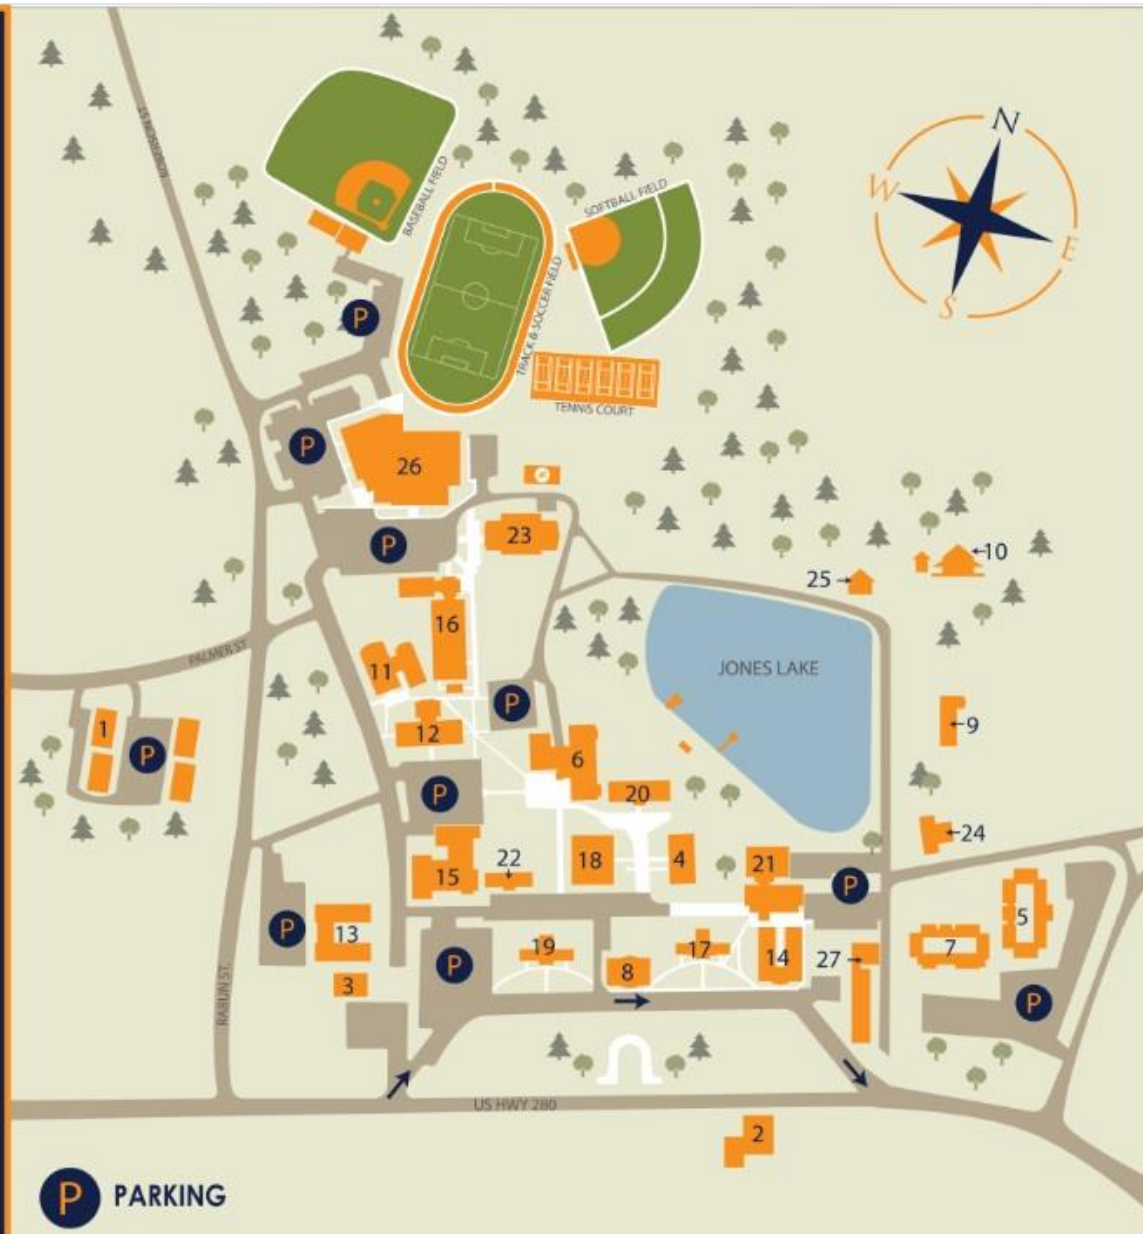 N
W
E
S
ROBINSON ST
BASEBALL FIELD
SOFTBALL FIELD
TRACK & SOCCER FIELD
TENNIS COURT
P
P
26
P
23
10
25
16
PALMER ST
11
JONES LAKE
P
12
9
1
P
6
P
20
24
22
18
4
21
15
P
5
13
P
P
19
17
14
7
27
8
3
P
RABUN ST.
US HWY 280
2
P PARKING